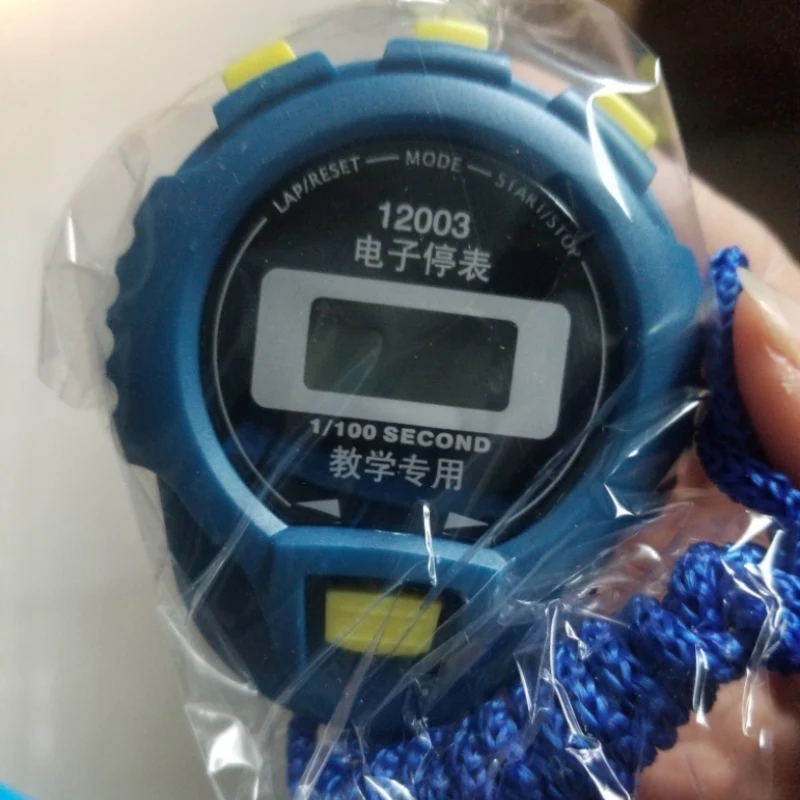 LAP/RESET — MODE — START/STOP
12003
电子停表
1/100 SECOND
教学专用